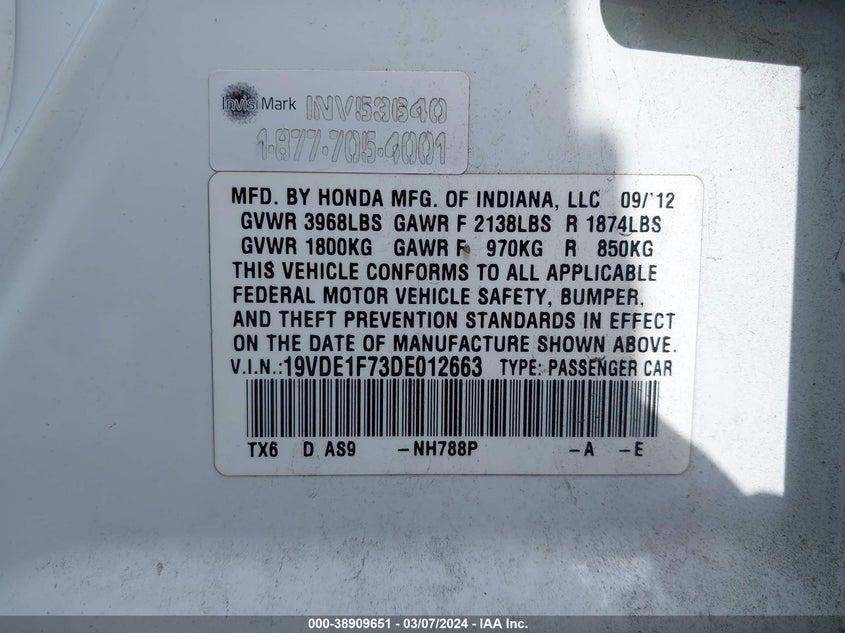 InvisiMark INV53640
1-877-705-4001
MFD. BY HONDA MFG. OF INDIANA, LLC 09/'12
GVWR 3968LBS GAWR F 2138LBS R 1874LBS
GVWR 1800KG GAWR F 970KG R 850KG
THIS VEHICLE CONFORMS TO ALL APPLICABLE
FEDERAL MOTOR VEHICLE SAFETY, BUMPER,
AND THEFT PREVENTION STANDARDS IN EFFECT
ON THE DATE OF MANUFACTURE SHOWN ABOVE.
V.I.N.:19VDE1F73DE012663 TYPE: PASSENGER CAR
TX6 D AS9 -NH788P -A -E
000-38909651 - 03/07/2024 - IAA Inc.